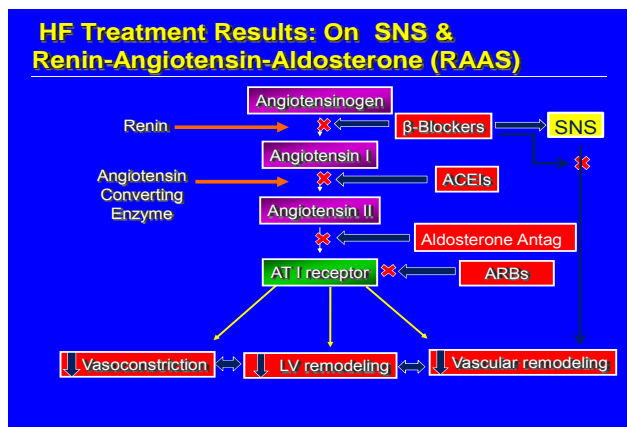 HF Treatment Results: On SNS &
Renin-Angiotensin-Aldosterone (RAAS)
Angiotensinogen
Renin
β-Blockers
SNS
Angiotensin I
Angiotensin
Converting
Enzyme
ACEIs
Angiotensin II
Aldosterone Antag
AT I receptor
ARBs
Vasoconstriction
LV remodeling
Vascular remodeling